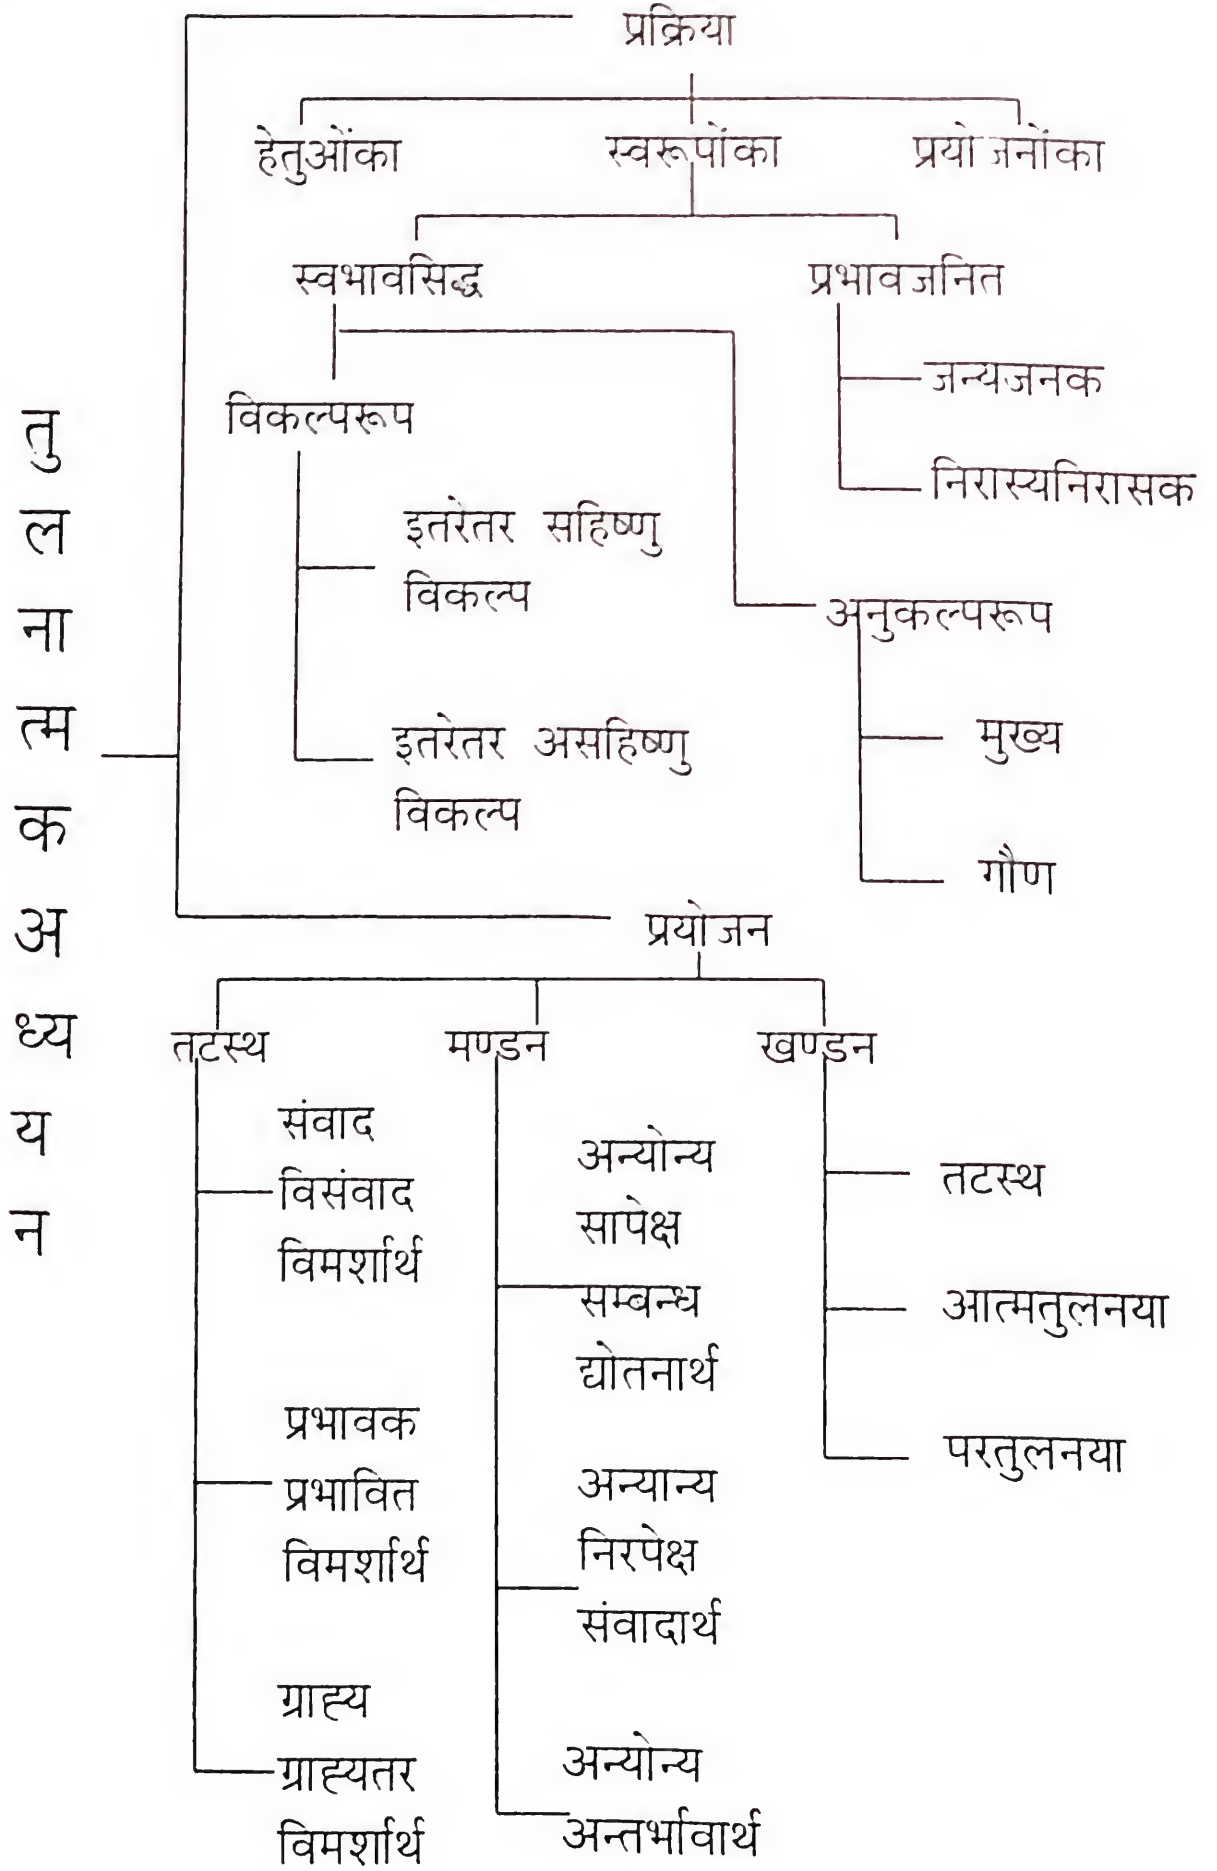 प्रक्रिया
हेतुओंका स्वरूपोंका प्रयोजनोंका
स्वभावसिद्ध प्रभावजनित
जन्यजनक
विकल्परूप
निरास्यनिरासक
इतरेतर सहिष्णु
विकल्प
अनुकल्परूप
मुख्य
इतरेतर असहिष्णु
विकल्प
गौण
तु
ल
ना
त्म
क
अ
ध्य
य
न
प्रयोजन
तटस्थ मण्डन खण्डन
संवाद
विसंवाद
विमर्शार्थ
प्रभावक
प्रभावित
विमर्शार्थ
ग्राह्य
ग्राह्यतर
विमर्शार्थ
अन्योन्य
सापेक्ष
सम्बन्ध
द्योतनार्थ
अन्यान्य
निरपेक्ष
संवादार्थ
अन्योन्य
अन्तर्भावार्थ
तटस्थ
आत्मतुलनया
परतुलनया